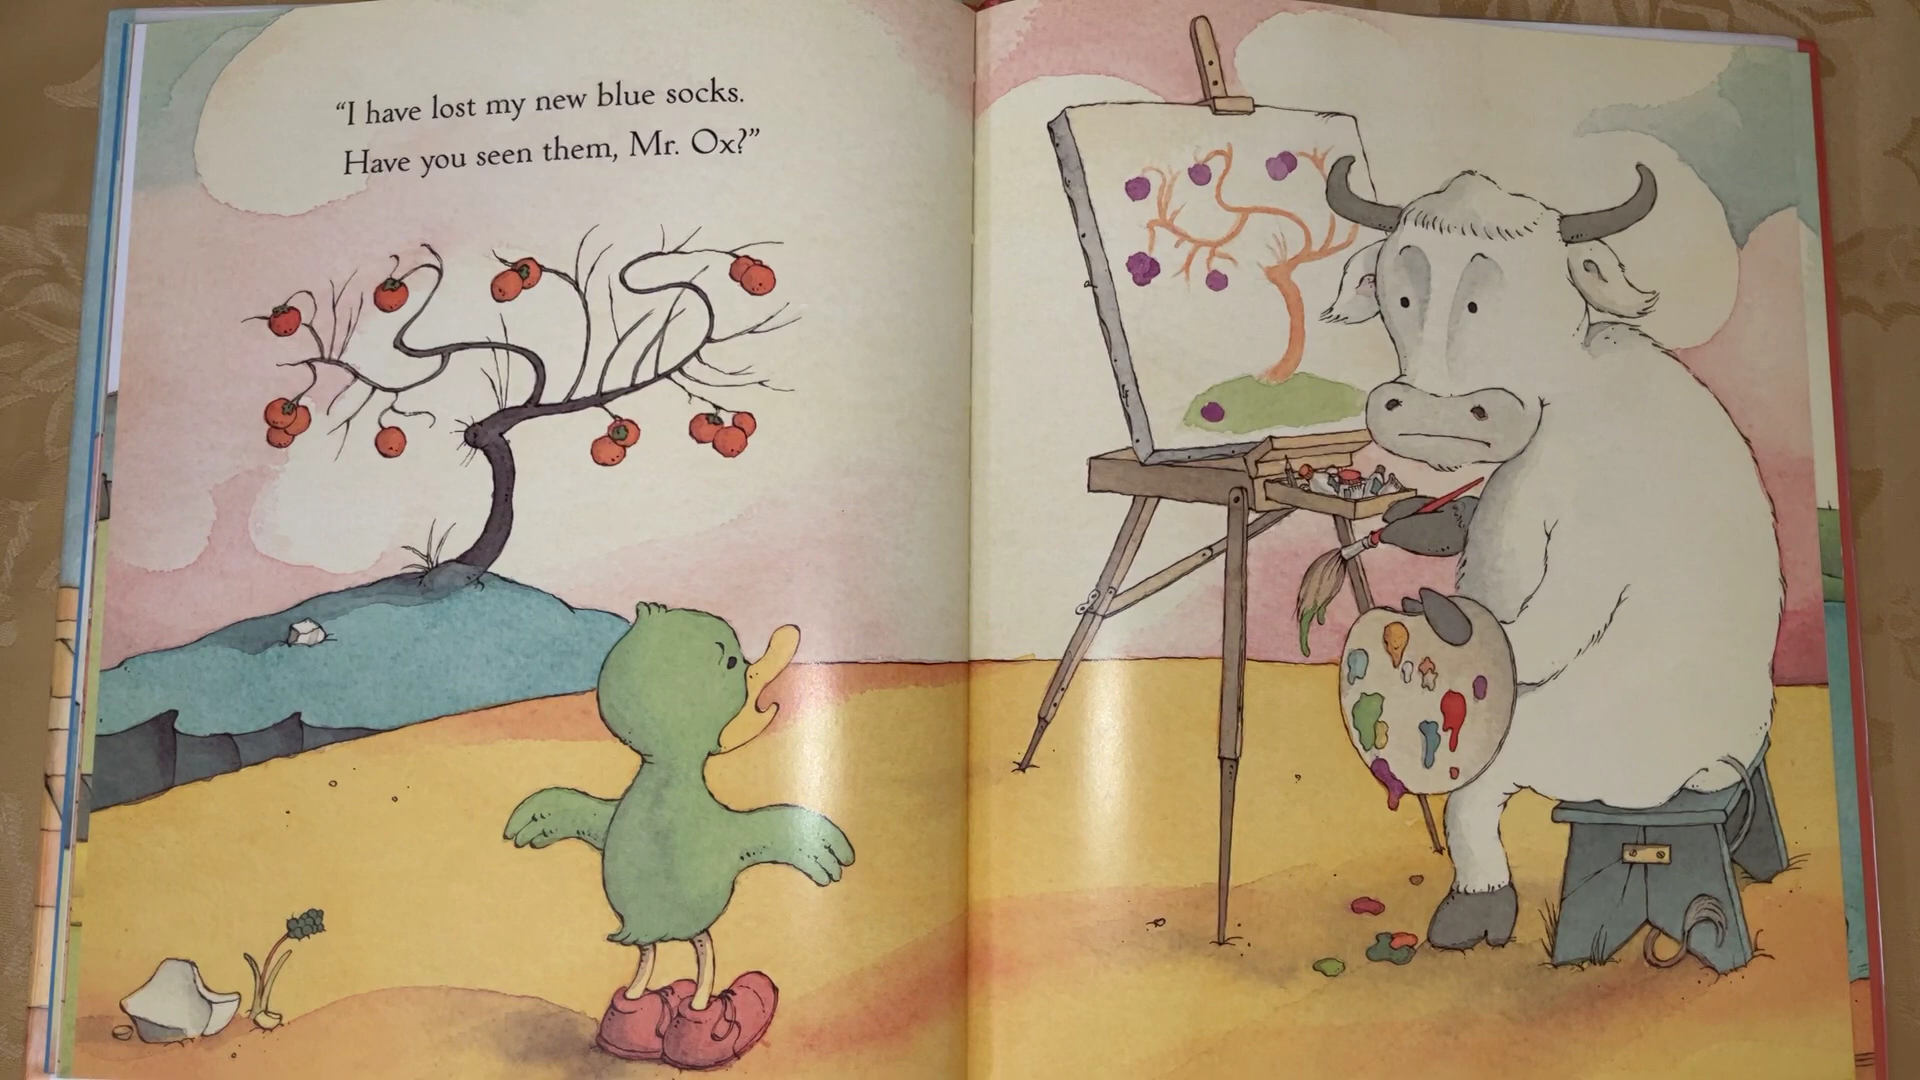 “I have lost my new blue socks.
Have you seen them, Mr. Ox?”